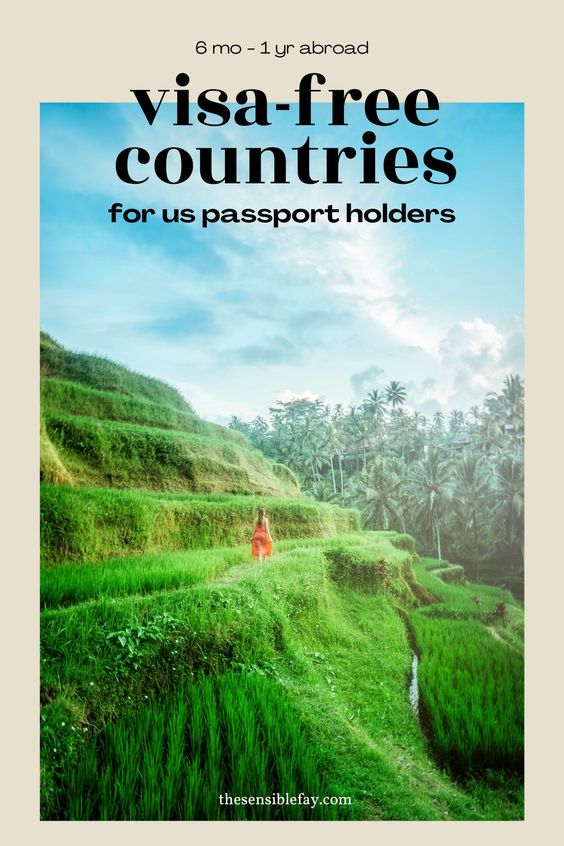 6 mo - 1 yr abroad
visa-free
countries
for us passport holders
thesensiblefay.com